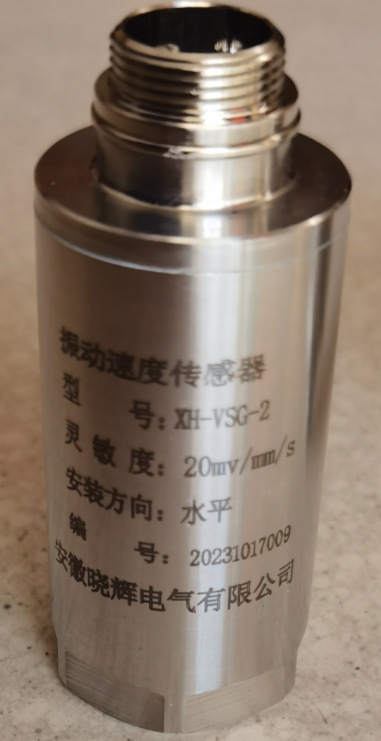 振动速度传感器
型 号：XH-VSG-2
灵敏度：20mv/mm/s
安装方向：水平
编 号：20231017009
安徽晓辉电气有限公司